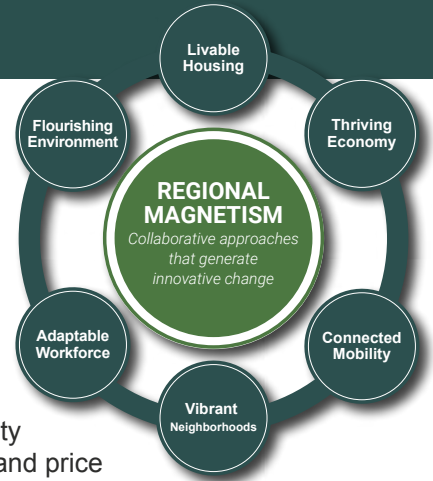 Livable
Housing
Flourishing
Environment
Thriving
Economy
REGIONAL
MAGNETISM
Collaborative approaches
that generate
innovative change
Adaptable
Workforce
Connected
Mobility
Vibrant
Neighborhoods
and price